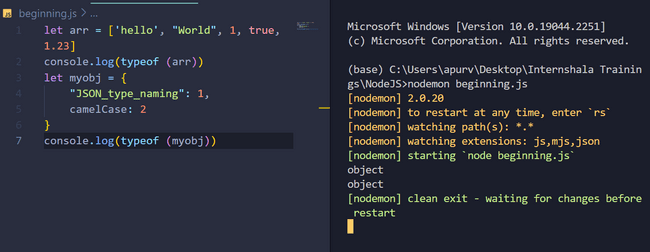 beginning.js > ...
1 let arr = ['hello', "World", 1, true,
1.23]
2 console.log(typeof (arr))
3 let myobj = {
4 "JSON_type_naming": 1,
5 camelCase: 2
6 }
7 console.log(typeof (myobj))
Microsoft Windows [Version 10.0.19044.2251]
(c) Microsoft Corporation. All rights reserved.
(base) C:\Users\apurv\Desktop\Internshala Trainin
gs\NodeJS>nodemon beginning.js
[nodemon] 2.0.20
[nodemon] to restart at any time, enter `rs`
[nodemon] watching path(s): *.*
[nodemon] watching extensions: js,mjs,json
[nodemon] starting `node beginning.js`
object
object
[nodemon] clean exit - waiting for changes before
restart